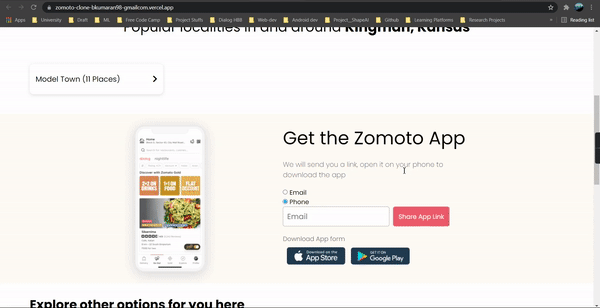 zomoto-clone-bkumaran98-gmailcom.vercel.app
Apps University Draft M1 Free Code Camp Project Stuffs Dialog HBB Web dev Android dev Project_ShapeAI Github Learning Platforms Research Projects Reading list
Popular localities in and around Kingman, Kansas
Model Town (11 Places)
Get the Zomoto App
We will send you a link, open it on your phone to
download the app
Email
Phone
Email
Share App Link
Download App form
Download on the
App Store
GET IT ON
Google Play
Explore other options for you here